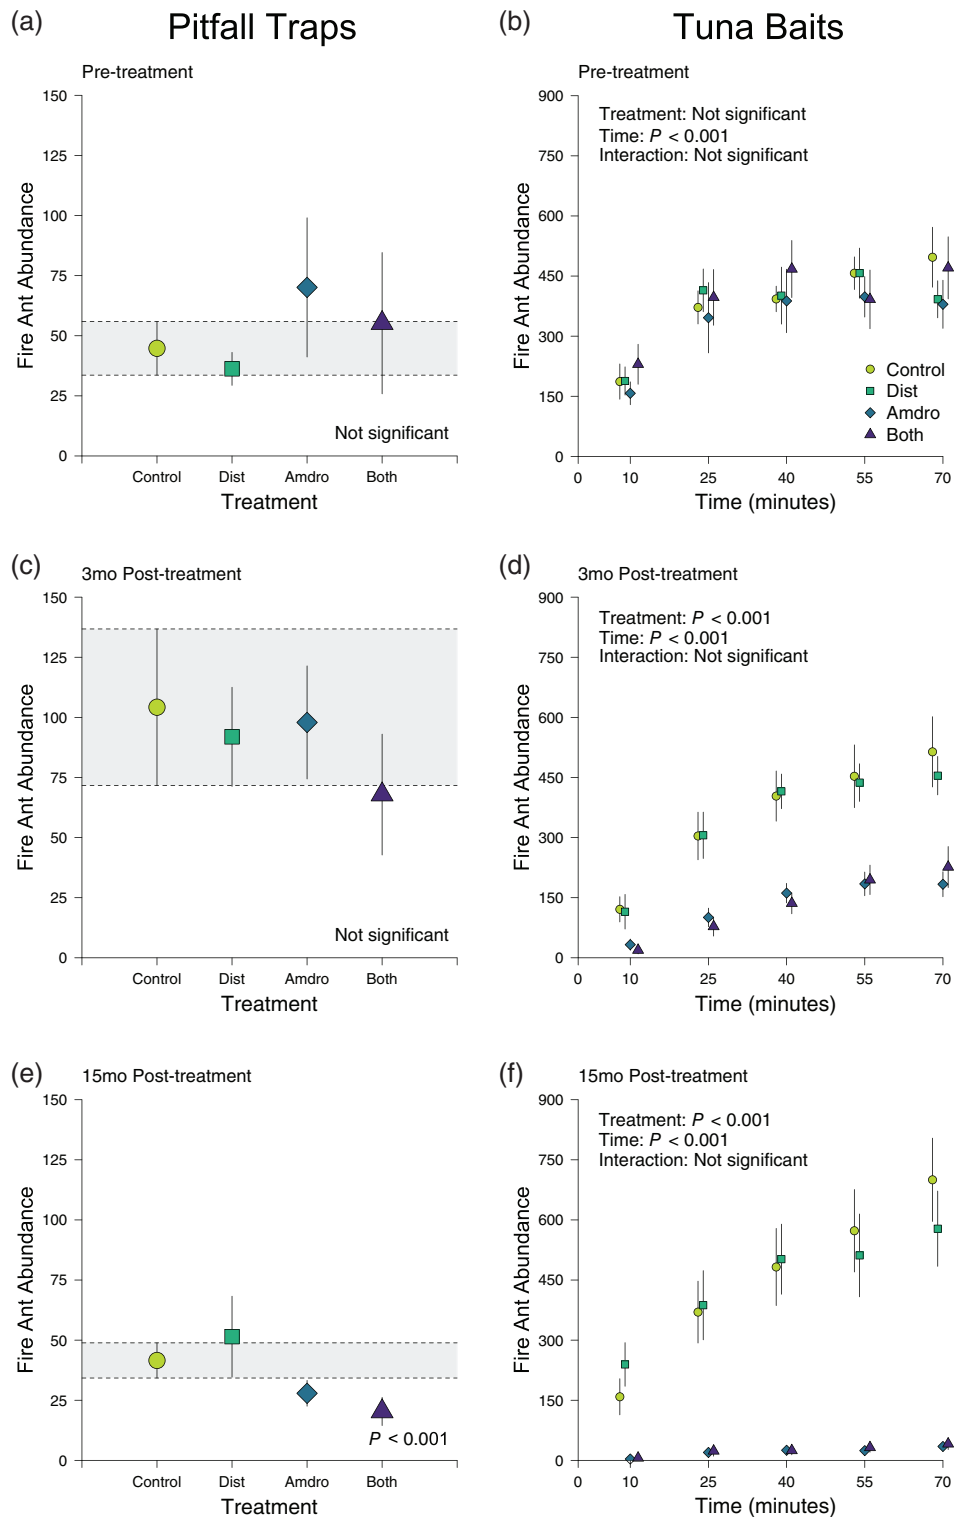 (a) Pitfall Traps
Pre-treatment
150
125
100
75
50
25
0
Fire Ant Abundance
Not significant
Control Dist Amdro Both
Treatment
(b) Tuna Baits
Pre-treatment
900
750
600
450
300
150
0
Fire Ant Abundance
Treatment: Not significant
Time: P < 0.001
Interaction: Not significant
Control
Dist
Amdro
Both
0 10 25 40 55 70
Time (minutes)
(c)
3mo Post-treatment
150
125
100
75
50
25
0
Fire Ant Abundance
Not significant
Control Dist Amdro Both
Treatment
(d)
3mo Post-treatment
900
750
600
450
300
150
0
Fire Ant Abundance
Treatment: P < 0.001
Time: P < 0.001
Interaction: Not significant
0 10 25 40 55 70
Time (minutes)
(e)
15mo Post-treatment
150
125
100
75
50
25
0
Fire Ant Abundance
P < 0.001
Control Dist Amdro Both
Treatment
(f)
15mo Post-treatment
900
750
600
450
300
150
0
Fire Ant Abundance
Treatment: P < 0.001
Time: P < 0.001
Interaction: Not significant
0 10 25 40 55 70
Time (minutes)